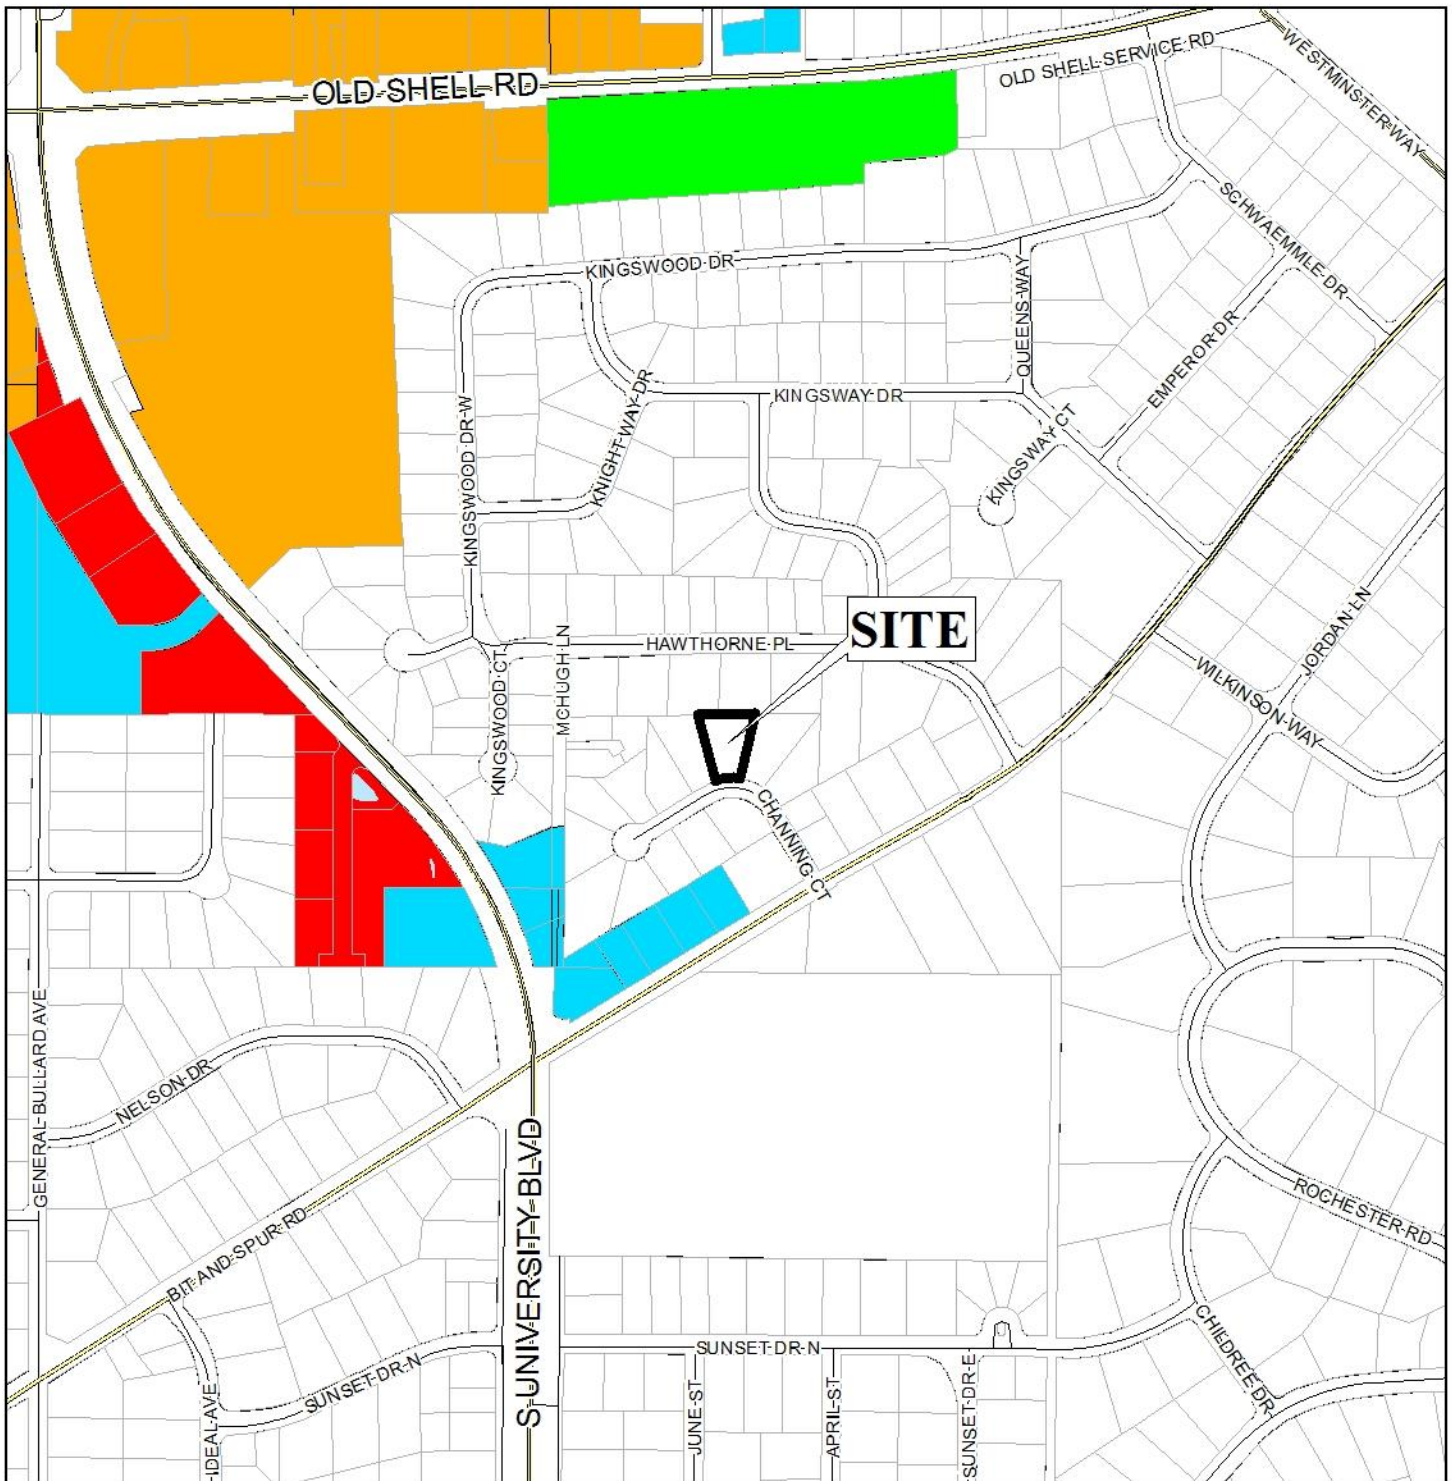 OLD SHELL RD
OLD SHELL SERVICE RD
WESTMINSTER WAY
SCHWAEMMLE DR
KINGSWOOD DR
QUEENS WAY
EMPEROR DR
KINGSWAY DR
KINGSWAY CT
KNIGHT WAY DR
KINGSWOOD DR W
JORDAN LN
SITE
HAWTHORNE PL
MCHUGH LN
KINGSWOOD CT
WILKINSON WAY
CHANNING CT
GENERAL BULLARD AVE
NELSON DR
S UNIVERSITY BLVD
ROCHESTER RD
BIT AND SPUR RD
SUNSET DR N
SUNSET DR N
CHILDREE DR
IDEAL AVE
JUNE ST
APRIL ST
SUNSET DR E